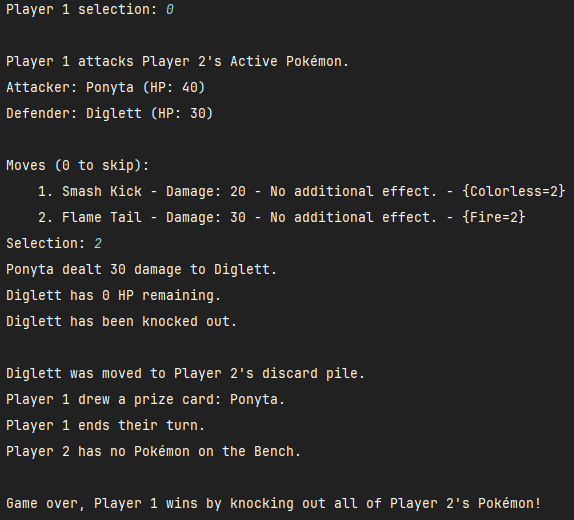 Player 1 selection: 0
Player 1 attacks Player 2's Active Pokémon.
Attacker: Ponyta (HP: 40)
Defender: Diglett (HP: 30)
Moves (0 to skip):
1. Smash Kick - Damage: 20 - No additional effect. - {Colorless=2}
2. Flame Tail - Damage: 30 - No additional effect. - {Fire=2}
Selection: 2
Ponyta dealt 30 damage to Diglett.
Diglett has 0 HP remaining.
Diglett has been knocked out.
Diglett was moved to Player 2's discard pile.
Player 1 drew a prize card: Ponyta.
Player 1 ends their turn.
Player 2 has no Pokémon on the Bench.
Game over, Player 1 wins by knocking out all of Player 2's Pokémon!